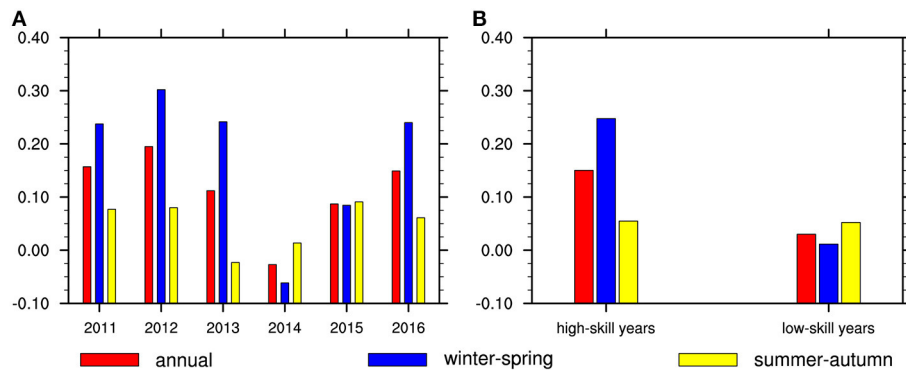 A B
0.40 0.40
0.30 0.30
0.20 0.20
0.10 0.10
0.00 0.00
-0.10 -0.10
2011 2012 2013 2014 2015 2016 high-skill years low-skill years
annual winter-spring summer-autumn